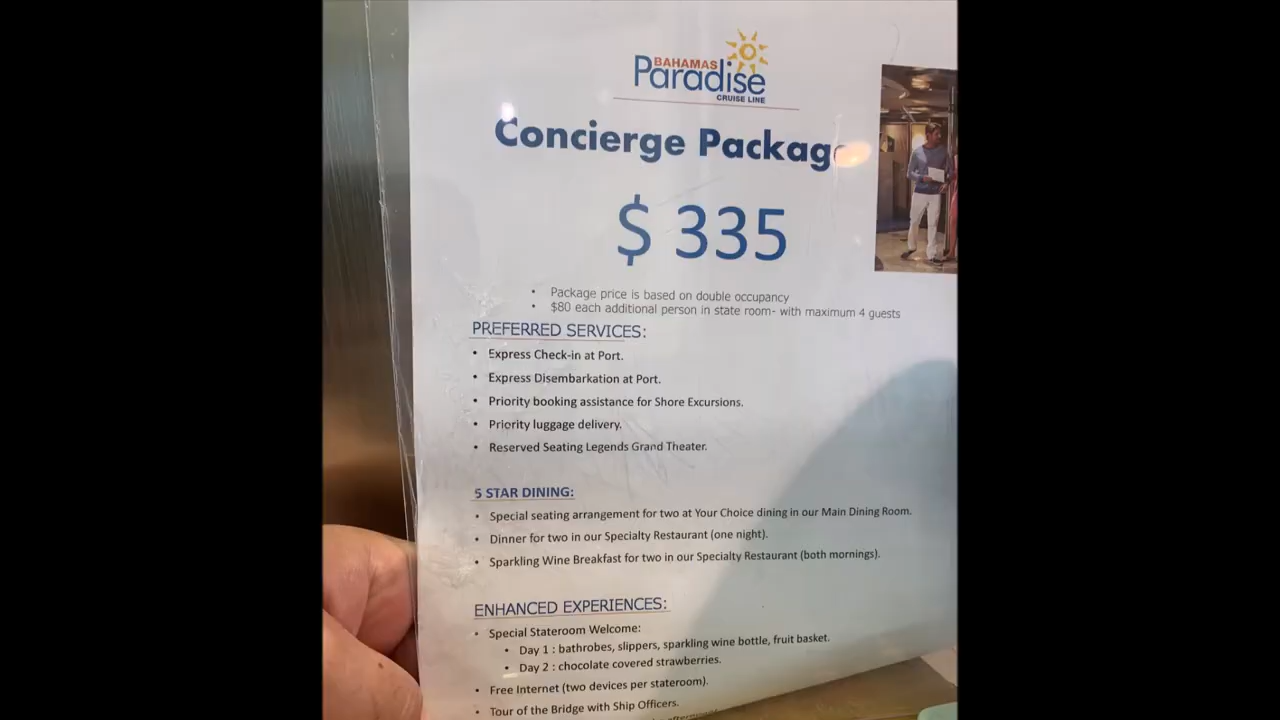 BAHAMAS
Paradise
CRUISE LINE
Concierge Package
$ 335
• Package price is based on double occupancy
• $80 each additional person in state room- with maximum 4 guests
PREFERRED SERVICES:
• Express Check-in at Port.
• Express Disembarkation at Port.
• Priority booking assistance for Shore Excursions.
• Priority luggage delivery.
• Reserved Seating Legends Grand Theater.
5 STAR DINING:
• Special seating arrangement for two at Your Choice dining in our Main Dining Room.
• Dinner for two in our Specialty Restaurant (one night).
• Sparkling Wine Breakfast for two in our Specialty Restaurant (both mornings).
ENHANCED EXPERIENCES:
• Special Stateroom Welcome:
• Day 1 : bathrobes, slippers, sparkling wine bottle, fruit basket.
• Day 2 : chocolate covered strawberries.
• Free Internet (two devices per stateroom).
• Tour of the Bridge with Ship Officers.